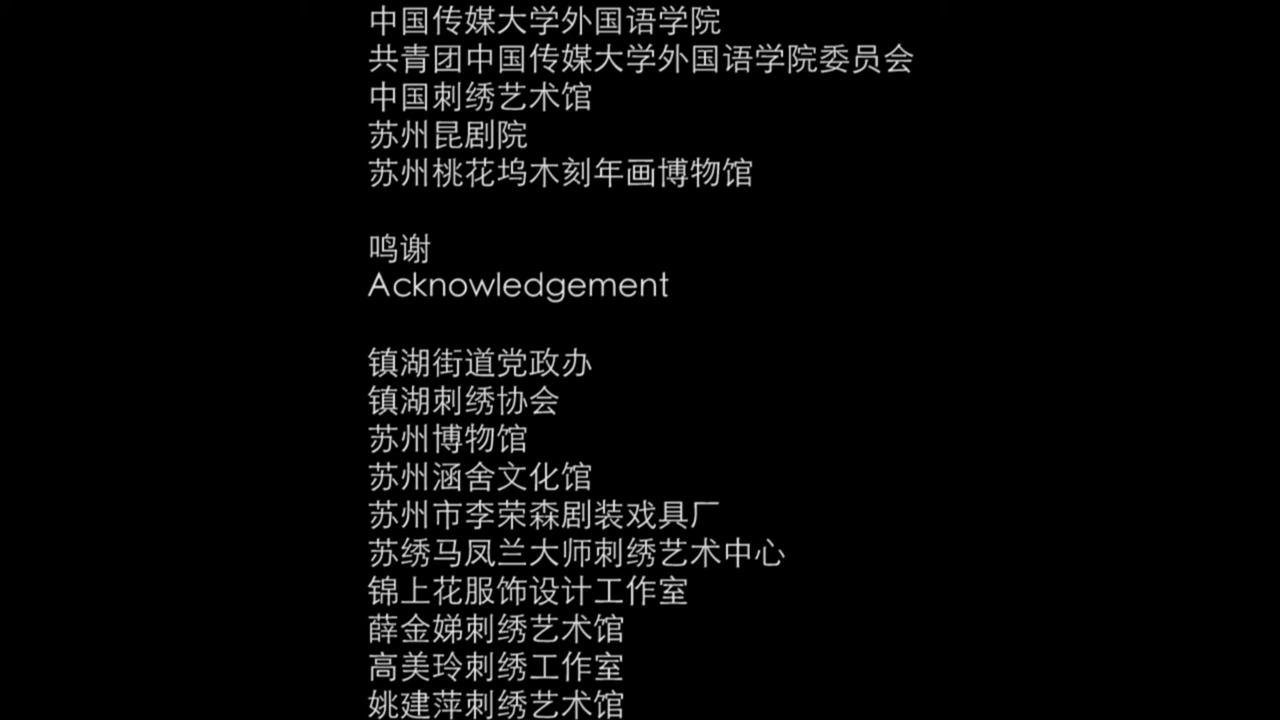 中国传媒大学外国语学院
共青团中国传媒大学外国语学院委员会
中国刺绣艺术馆
苏州昆剧院
苏州桃花坞木刻年画博物馆
鸣谢
Acknowledgement
镇湖街道党政办
镇湖刺绣协会
苏州博物馆
苏州涵舍文化馆
苏州市李荣森剧装戏具厂
苏绣马凤兰大师刺绣艺术中心
锦上花服饰设计工作室
薛金娣刺绣艺术馆
高美玲刺绣工作室
姚建萍刺绣艺术馆